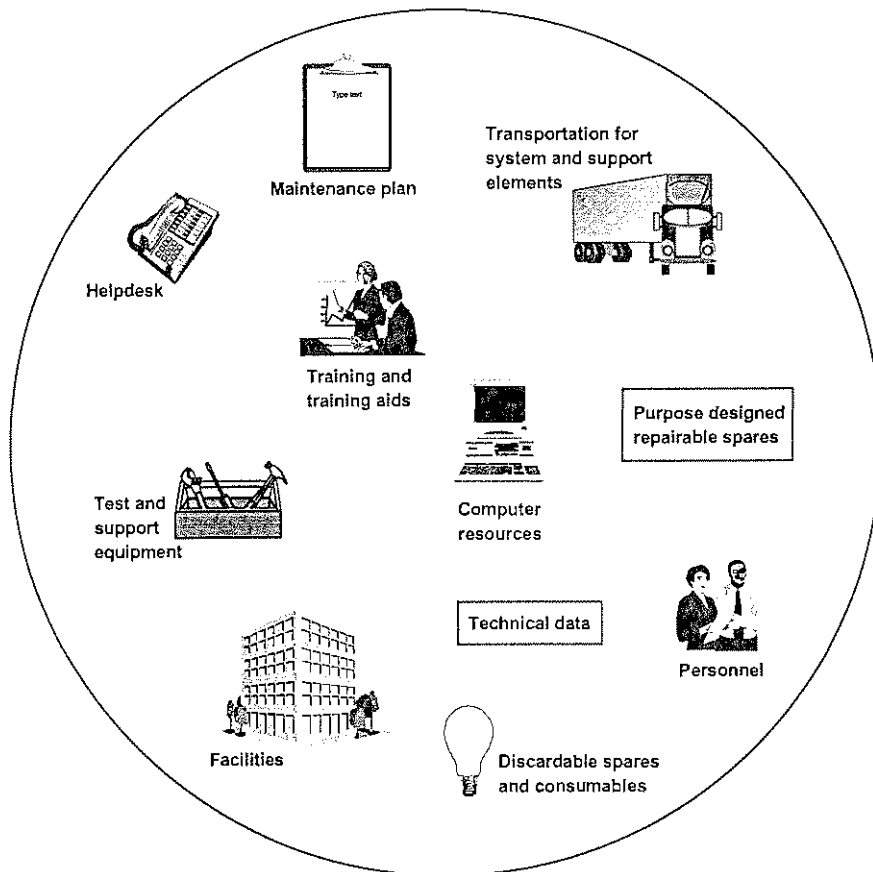 Type text
Maintenance plan
Transportation for
system and support
elements
Helpdesk
Training and
training aids
Purpose designed
repairable spares
Computer
resources
Test and
support
equipment
Technical data
Personnel
Facilities
Discardable spares
and consumables